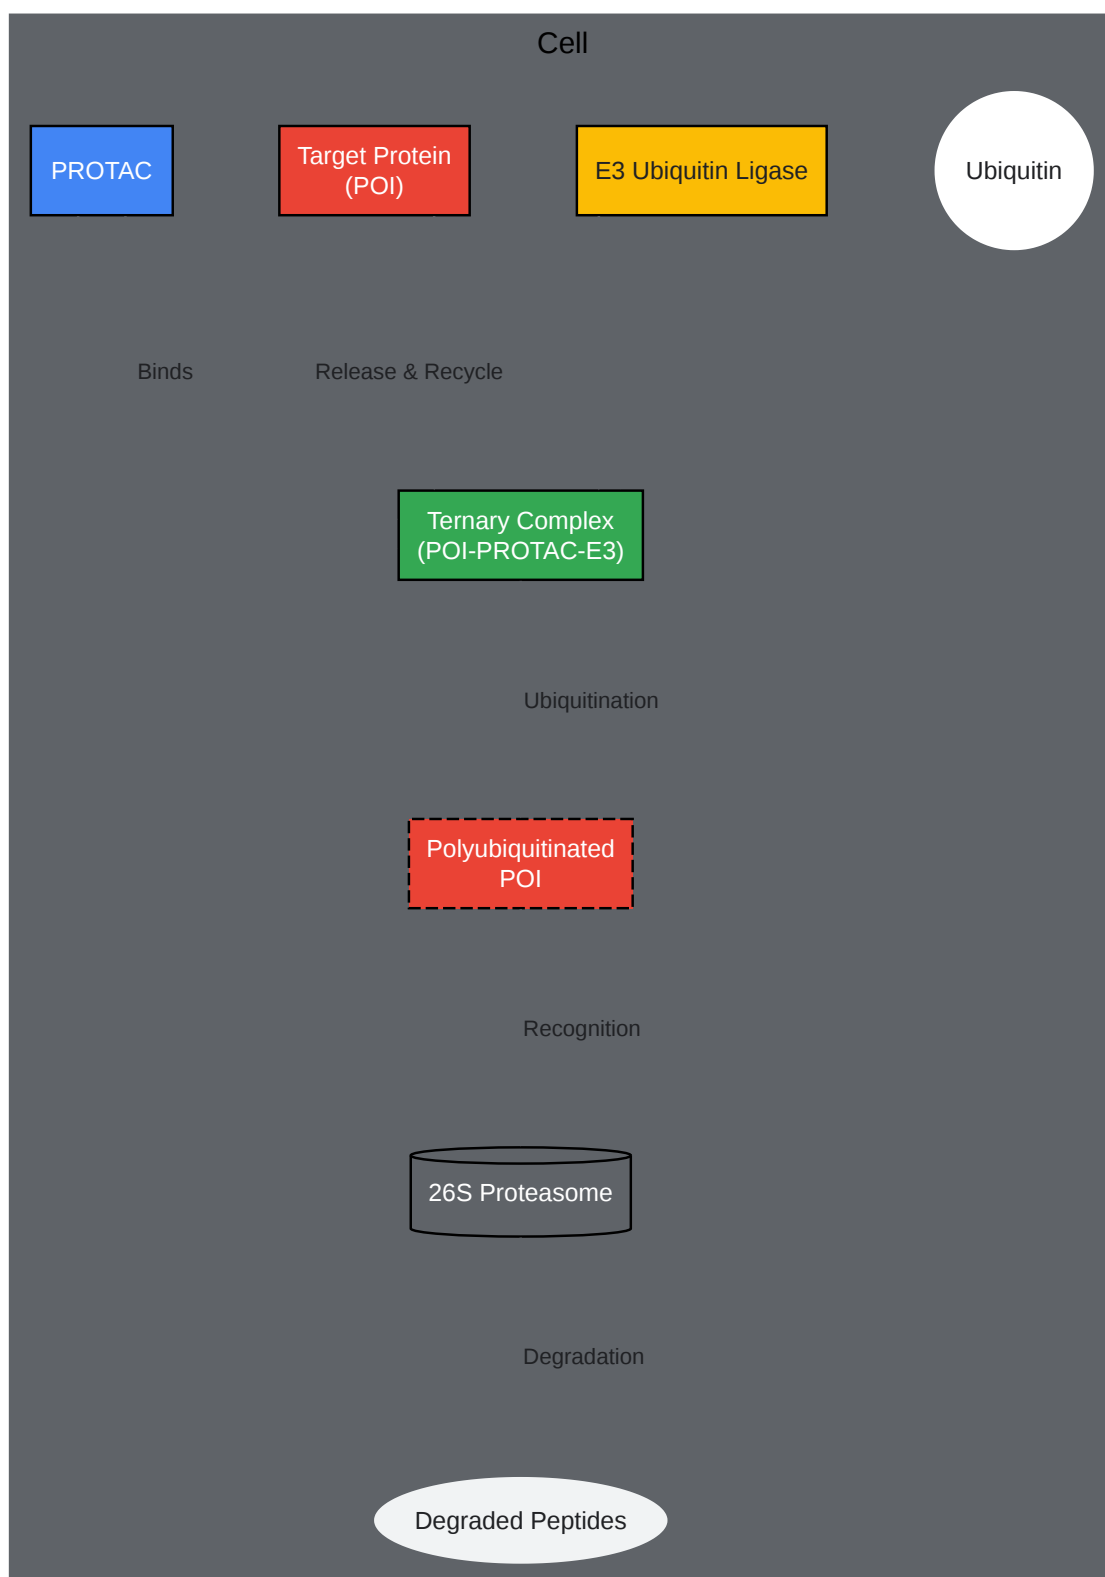 Cell
PROTAC
Target Protein
(POI)
E3 Ubiquitin Ligase
Ubiquitin
Binds
Release & Recycle
Ternary Complex
(POI-PROTAC-E3)
Ubiquitination
Polyubiquitinated
POI
Recognition
26S Proteasome
Degradation
Degraded Peptides